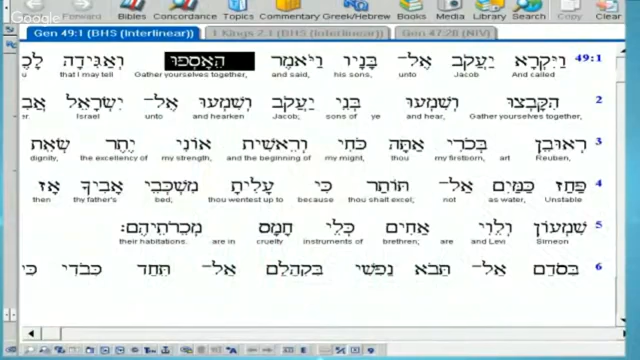 Google
Back Forward Bibles Concordance Topics Commentary Greek/Hebrew Books Media Library Search Copy Clear
Gen 49:1 (BHS (Interlinear)) 1 Kings 2:1 (BHS (Interlinear)) Gen 47:28 (NIV)
49:1 וַיִּקְרָא יַעֲקֹב אֶל־ בָּנָיו וַיֹּאמֶר הֵאָסְפוּ וְאַגִּידָה
And called Jacob unto his sons, and said, Gather yourselves together, that I may tell
2 הִקָּבְצוּ וְשִׁמְעוּ בְּנֵי יַעֲקֹב וְשִׁמְעוּ אֶל־ יִשְׂרָאֵל
Gather yourselves together, and hear, sons of ye Jacob; and hearken unto Israel
3 רְאוּבֵן בְּכֹרִי אַתָּה כֹּחִי וְרֵאשִׁית אוֹנִי יֶתֶר שְׂאֵת
Reuben, my firstborn, art thou my might, and the beginning of my strength, the excellency of dignity,
4 פַּחַז כַּמַּיִם אַל־ תּוֹתַר כִּי עָלִיתָ מִשְׁכְּבֵי אָבִיךָ אָז
Unstable as water, not thou shalt excel; because thou wentest up to bed; thy father's then
5 שִׁמְעוֹן וְלֵוִי אַחִים כְּלֵי חָמָס מְכֵרֹתֵיהֶם׃
Simeon and Levi are brethren; instruments of cruelty are in their habitations.
6 בְּסֹדָם אַל־ תָּבֹא נַפְשִׁי בִּקְהָלָם אַל־ תֵּחַד כְּבֹדִי כִּי